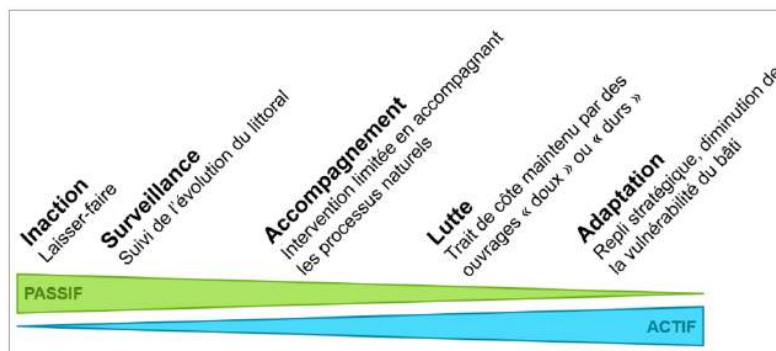 Inaction
Laisser-faire
Surveillance
Suivi de l'évolution du littoral
Accompagnement
Intervention limitée en accompagnant
les processus naturels
Lutte
Trait de côte maintenu par des
ouvrages « doux » ou « durs »
Adaptation
Repli stratégique, diminution de
la vulnérabilité du bâti
PASSIF
ACTIF